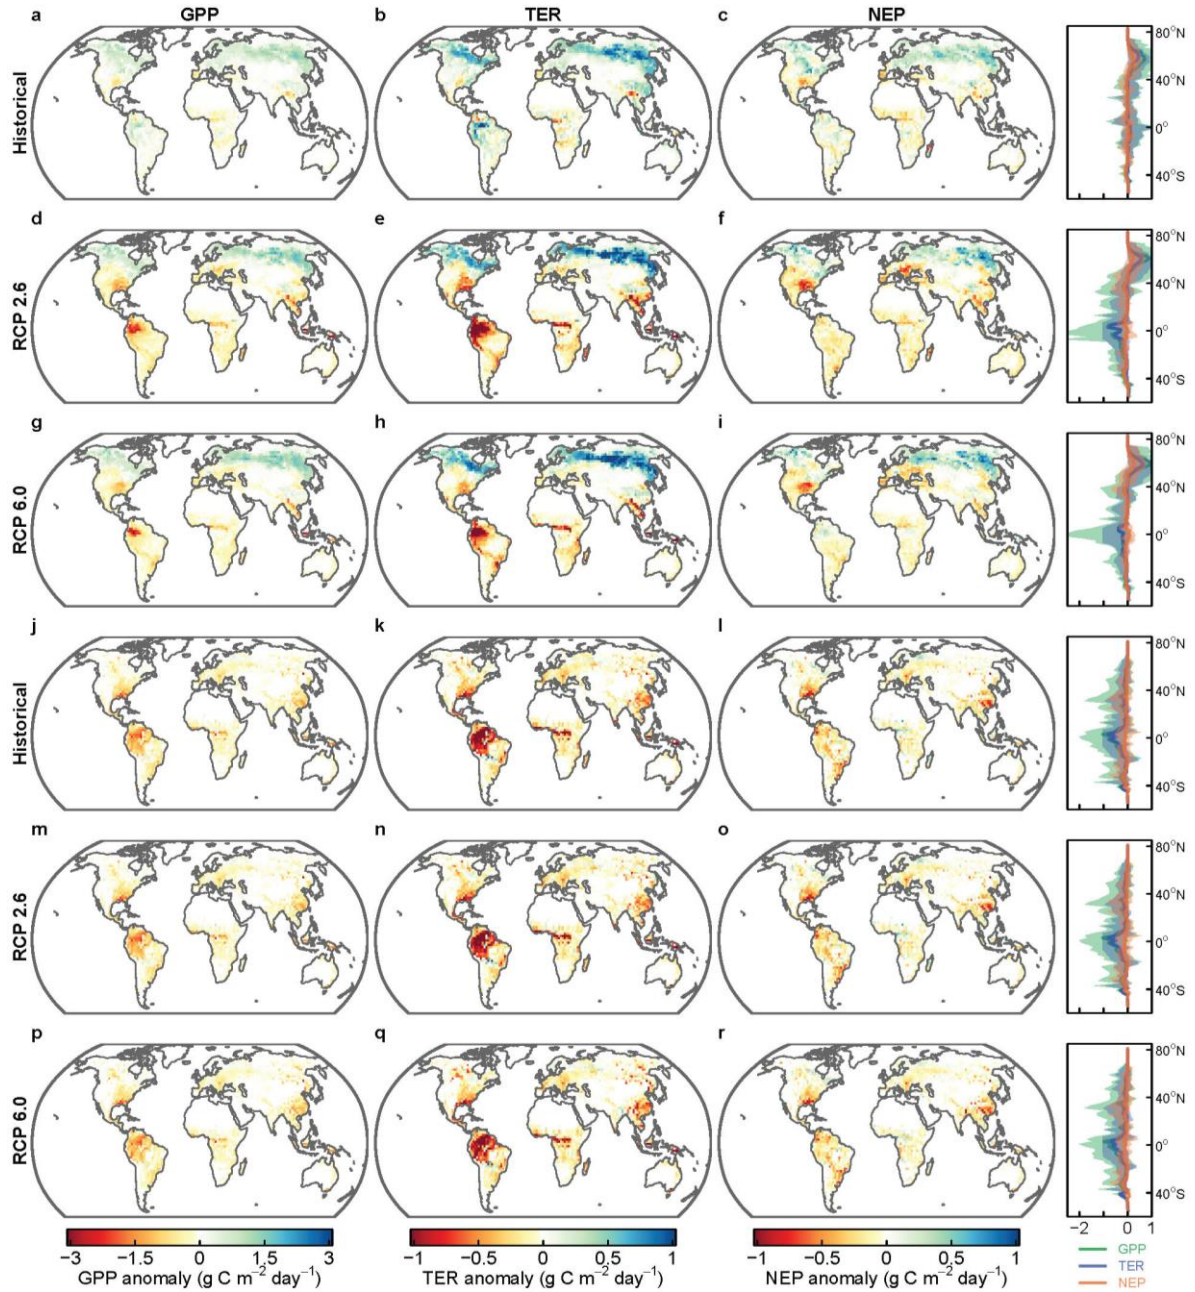 GPP TER NEP
a b c
Historical
80°N
40°N
0°
40°S
d e f
RCP 2.6
80°N
40°N
0°
40°S
g h i
RCP 6.0
80°N
40°N
0°
40°S
j k l
Historical
80°N
40°N
0°
40°S
m n o
RCP 2.6
80°N
40°N
0°
40°S
p q r
RCP 6.0
80°N
40°N
0°
40°S
−3 −1.5 0 1.5 3
GPP anomaly (g C m⁻² day⁻¹)
−1 −0.5 0 0.5 1
TER anomaly (g C m⁻² day⁻¹)
−1 −0.5 0 0.5 1
NEP anomaly (g C m⁻² day⁻¹)
−2 0 1
GPP
TER
NEP